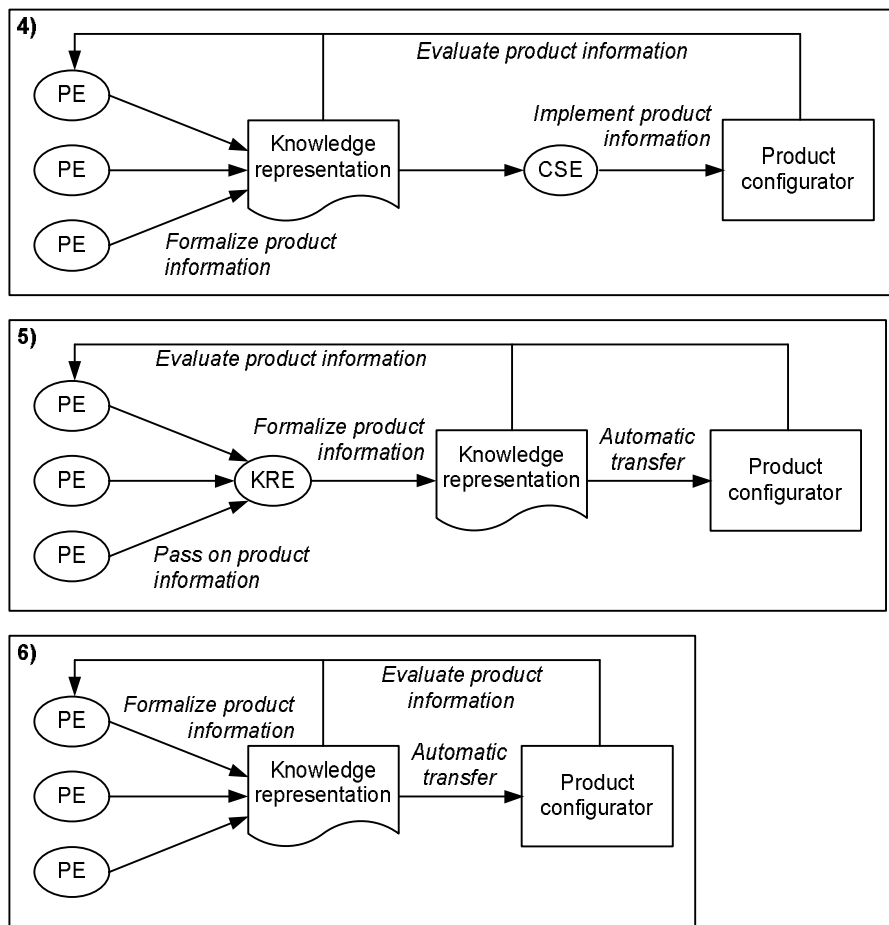 4)
Evaluate product information
PE
Implement product
information
Knowledge
representation
PE
CSE
Product
configurator
PE
Formalize product
information
5)
Evaluate product information
PE
Formalize product
information
Knowledge
representation
Automatic
transfer
PE
KRE
Product
configurator
PE
Pass on product
information
6)
Evaluate product
information
PE
Formalize product
information
Knowledge
representation
Automatic
transfer
PE
Product
configurator
PE